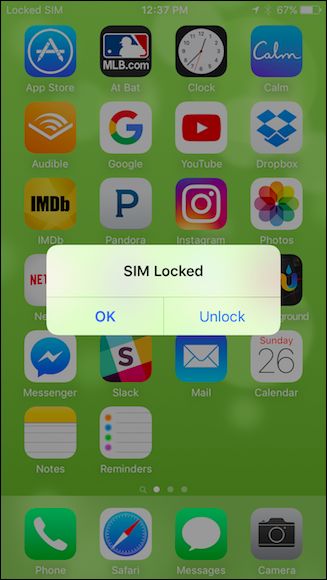 Locked SIM 12:37 PM 67%
MLB.com
Calm
App Store At Bat Clock Calm
Audible Google YouTube Dropbox
IMDb P
IMDb Pandora Instagram Photos
SIM Locked
OK Unlock
Sunday
26
Messenger Slack Mail Calendar
Notes Reminders
Phone Safari Messages Camera